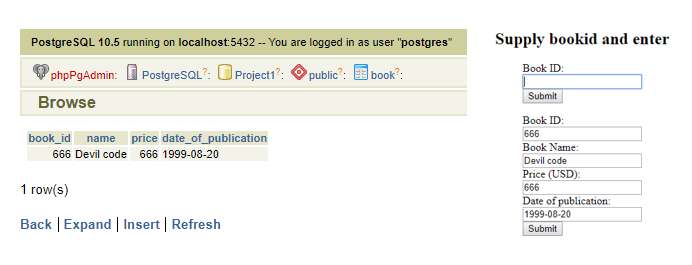 PostgreSQL 10.5 running on localhost:5432 -- You are logged in as user "postgres"
phpPgAdmin: PostgreSQL?: Project1?: public?: book?:
Browse
book_id name price date_of_publication
666 Devil code 666 1999-08-20
1 row(s)
Back | Expand | Insert | Refresh
Supply bookid and enter
Book ID:
Submit
Book ID:
666
Book Name:
Devil code
Price (USD):
666
Date of publication:
1999-08-20
Submit